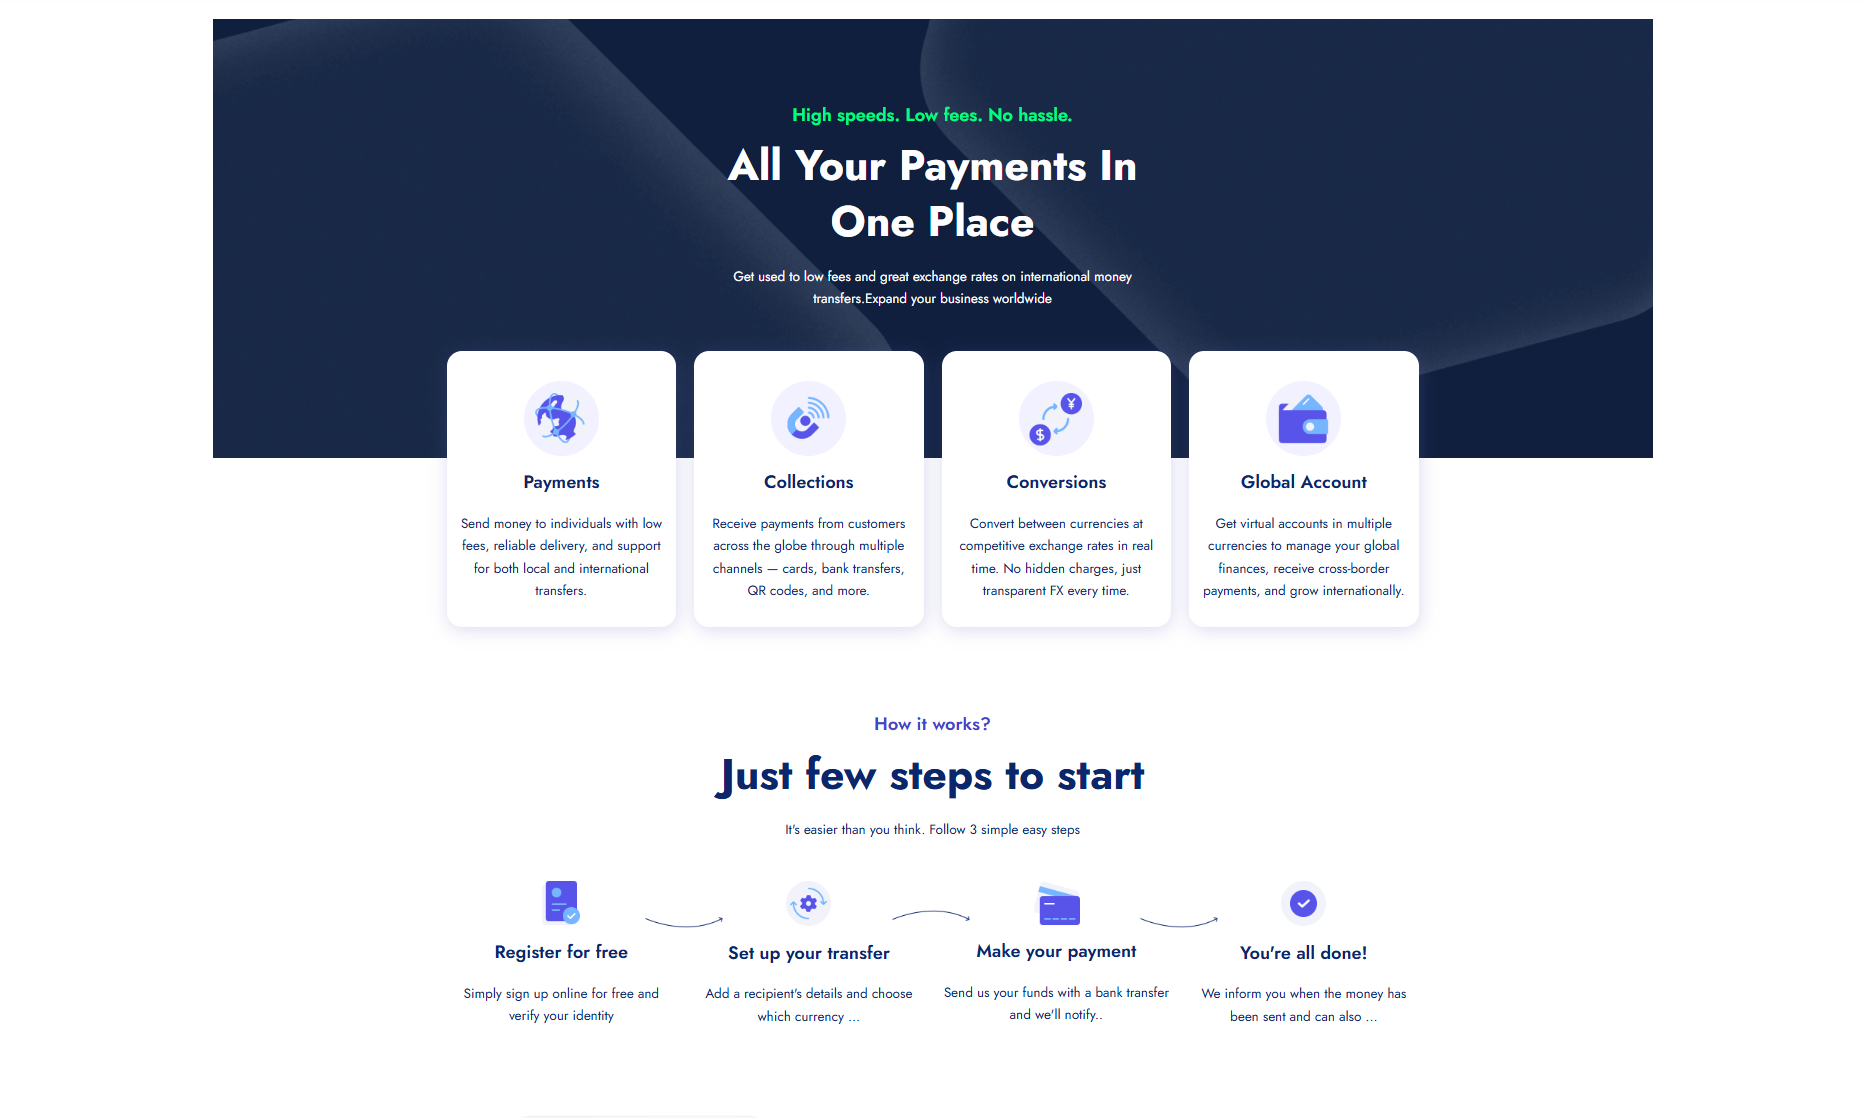 High speeds. Low fees. No hassle.
All Your Payments In
One Place
Get used to low fees and great exchange rates on international money
transfers.Expand your business worldwide
Payments
Send money to individuals with low
fees, reliable delivery, and support
for both local and international
transfers.
Collections
Receive payments from customers
across the globe through multiple
channels — cards, bank transfers,
QR codes, and more.
¥
$
Conversions
Convert between currencies at
competitive exchange rates in real
time. No hidden charges, just
transparent FX every time.
Global Account
Get virtual accounts in multiple
currencies to manage your global
finances, receive cross-border
payments, and grow internationally.
How it works?
Just few steps to start
It's easier than you think. Follow 3 simple easy steps
Register for free
Simply sign up online for free and
verify your identity
Set up your transfer
Add a recipient's details and choose
which currency ...
Make your payment
Send us your funds with a bank transfer
and we'll notify..
You're all done!
We inform you when the money has
been sent and can also ...